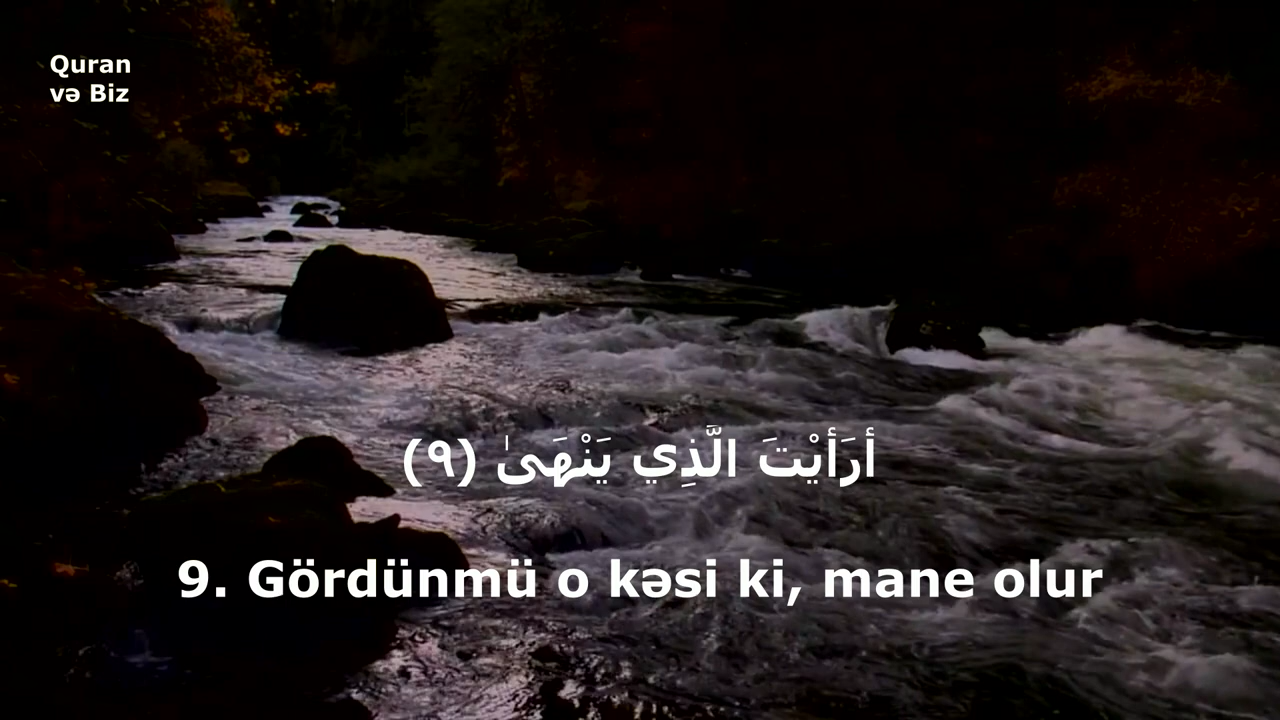 Quran
və Biz
أَرَأَيْتَ الَّذِي يَنْهَىٰ (٩)
9. Gördünmü o kəsi ki, mane olur